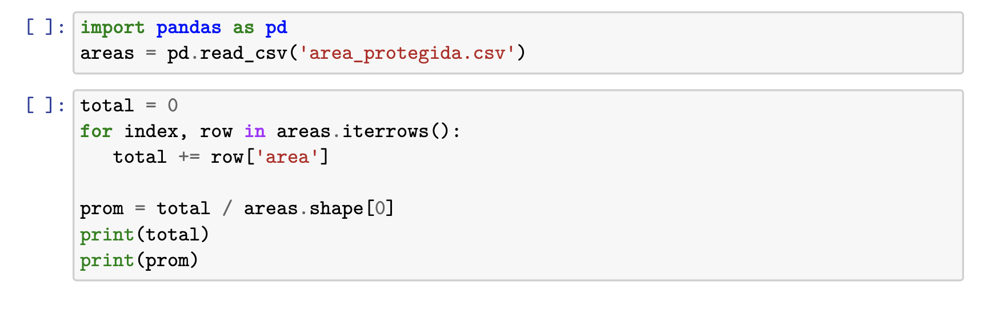 [ ]: import pandas as pd
areas = pd.read_csv('area_protegida.csv')
[ ]: total = 0
for index, row in areas.iterrows():
   total += row['area']

prom = total / areas.shape[0]
print(total)
print(prom)